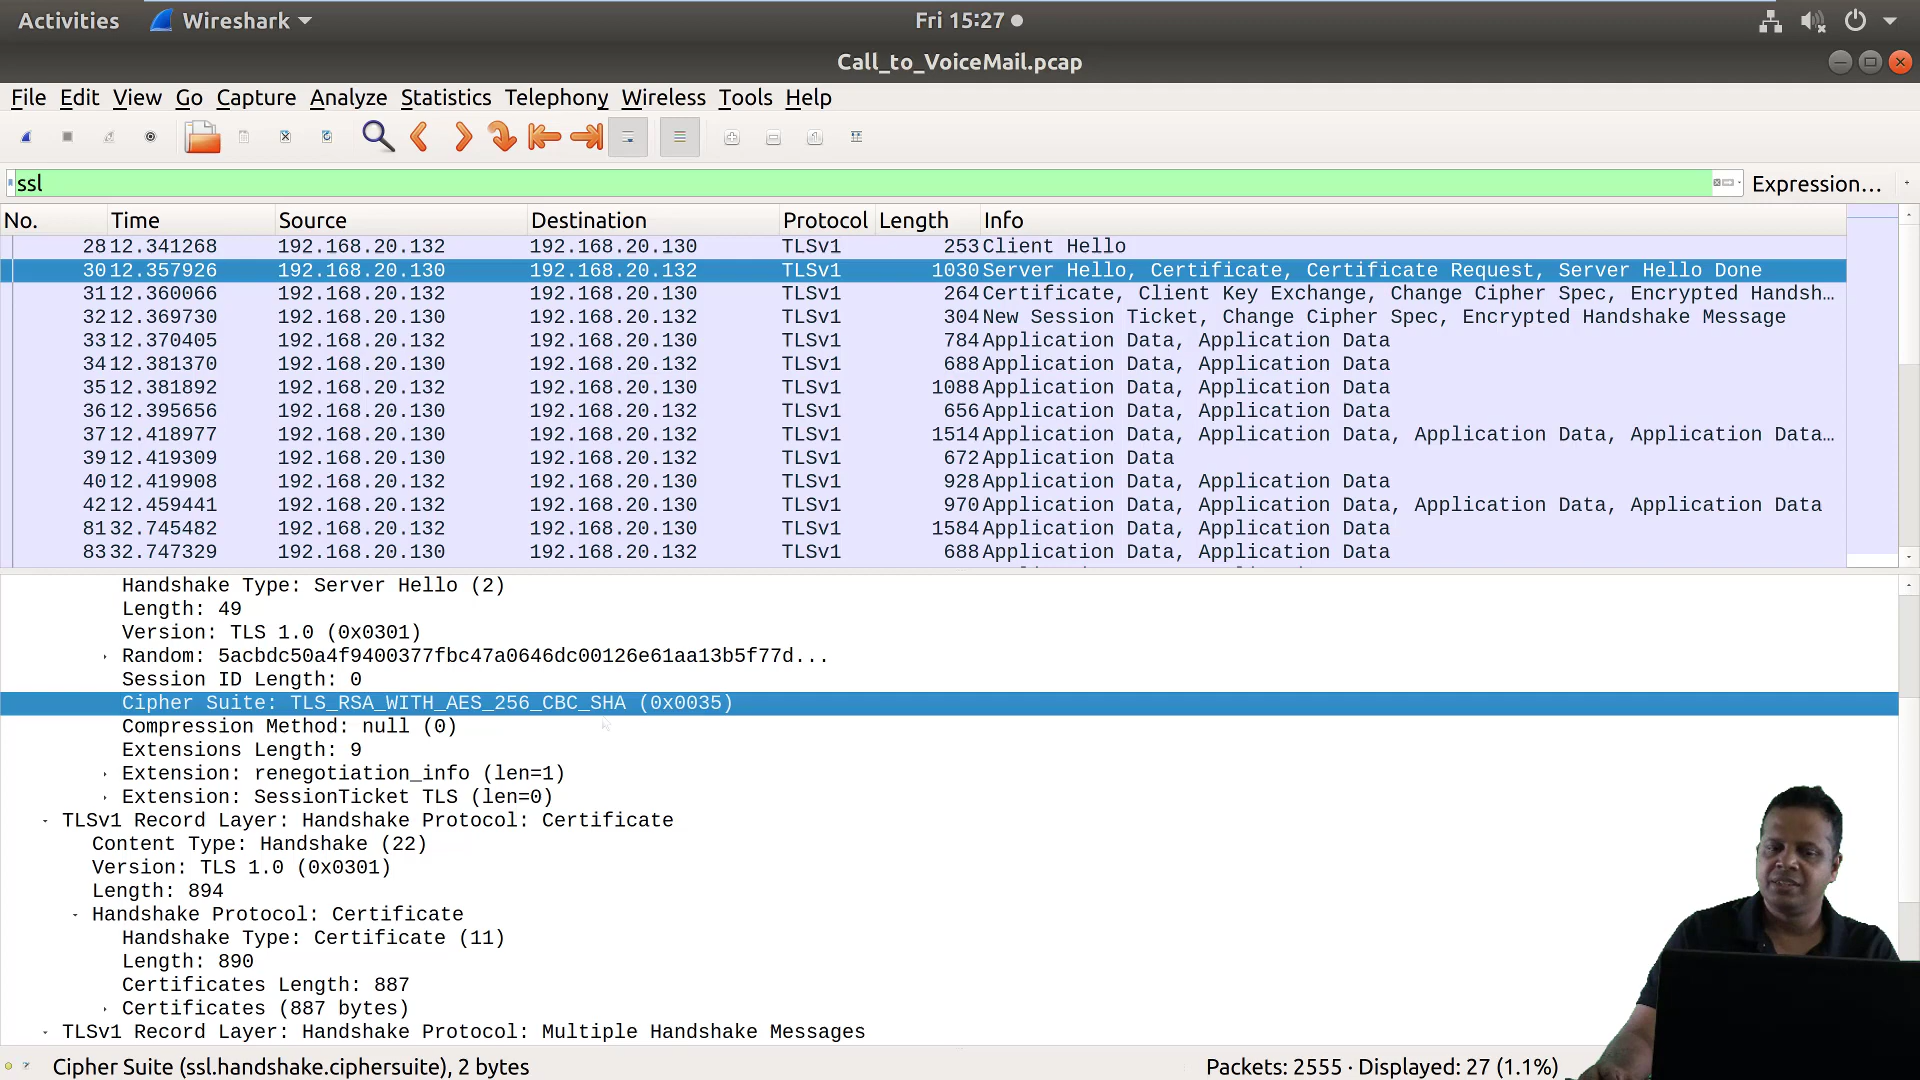 Activities Wireshark Fri 15:27
Call_to_VoiceMail.pcap
File Edit View Go Capture Analyze Statistics Telephony Wireless Tools Help
ssl Expression…
No. Time Source Destination Protocol Length Info
28 12.341268 192.168.20.132 192.168.20.130 TLSv1 253 Client Hello
30 12.357926 192.168.20.130 192.168.20.132 TLSv1 1030 Server Hello, Certificate, Certificate Request, Server Hello Done
31 12.360066 192.168.20.132 192.168.20.130 TLSv1 264 Certificate, Client Key Exchange, Change Cipher Spec, Encrypted Handsh…
32 12.369730 192.168.20.130 192.168.20.132 TLSv1 304 New Session Ticket, Change Cipher Spec, Encrypted Handshake Message
33 12.370405 192.168.20.132 192.168.20.130 TLSv1 784 Application Data, Application Data
34 12.381370 192.168.20.130 192.168.20.132 TLSv1 688 Application Data, Application Data
35 12.381892 192.168.20.132 192.168.20.130 TLSv1 1088 Application Data, Application Data
36 12.395656 192.168.20.130 192.168.20.132 TLSv1 656 Application Data, Application Data
37 12.418977 192.168.20.130 192.168.20.132 TLSv1 1514 Application Data, Application Data, Application Data, Application Data…
39 12.419309 192.168.20.130 192.168.20.132 TLSv1 672 Application Data
40 12.419908 192.168.20.132 192.168.20.130 TLSv1 928 Application Data, Application Data
42 12.459441 192.168.20.132 192.168.20.130 TLSv1 970 Application Data, Application Data, Application Data, Application Data
81 32.745482 192.168.20.132 192.168.20.130 TLSv1 1584 Application Data, Application Data
83 32.747329 192.168.20.130 192.168.20.132 TLSv1 688 Application Data, Application Data
Handshake Type: Server Hello (2)
Length: 49
Version: TLS 1.0 (0x0301)
Random: 5acbdc50a4f9400377fbc47a0646dc00126e61aa13b5f77d...
Session ID Length: 0
Cipher Suite: TLS_RSA_WITH_AES_256_CBC_SHA (0x0035)
Compression Method: null (0)
Extensions Length: 9
Extension: renegotiation_info (len=1)
Extension: SessionTicket TLS (len=0)
TLSv1 Record Layer: Handshake Protocol: Certificate
Content Type: Handshake (22)
Version: TLS 1.0 (0x0301)
Length: 894
Handshake Protocol: Certificate
Handshake Type: Certificate (11)
Length: 890
Certificates Length: 887
Certificates (887 bytes)
TLSv1 Record Layer: Handshake Protocol: Multiple Handshake Messages
Cipher Suite (ssl.handshake.ciphersuite), 2 bytes Packets: 2555 · Displayed: 27 (1.1%)